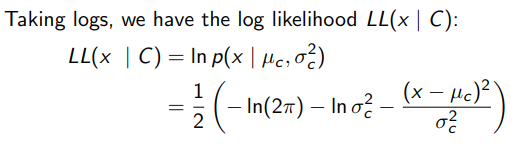 Taking logs, we have the log likelihood LL(x | C):
LL(x | C) = ln p(x | μ_c, σ_c^2)
= 1/2 ( − ln(2π) − ln σ_c^2 − (x − μ_c)^2 / σ_c^2 )